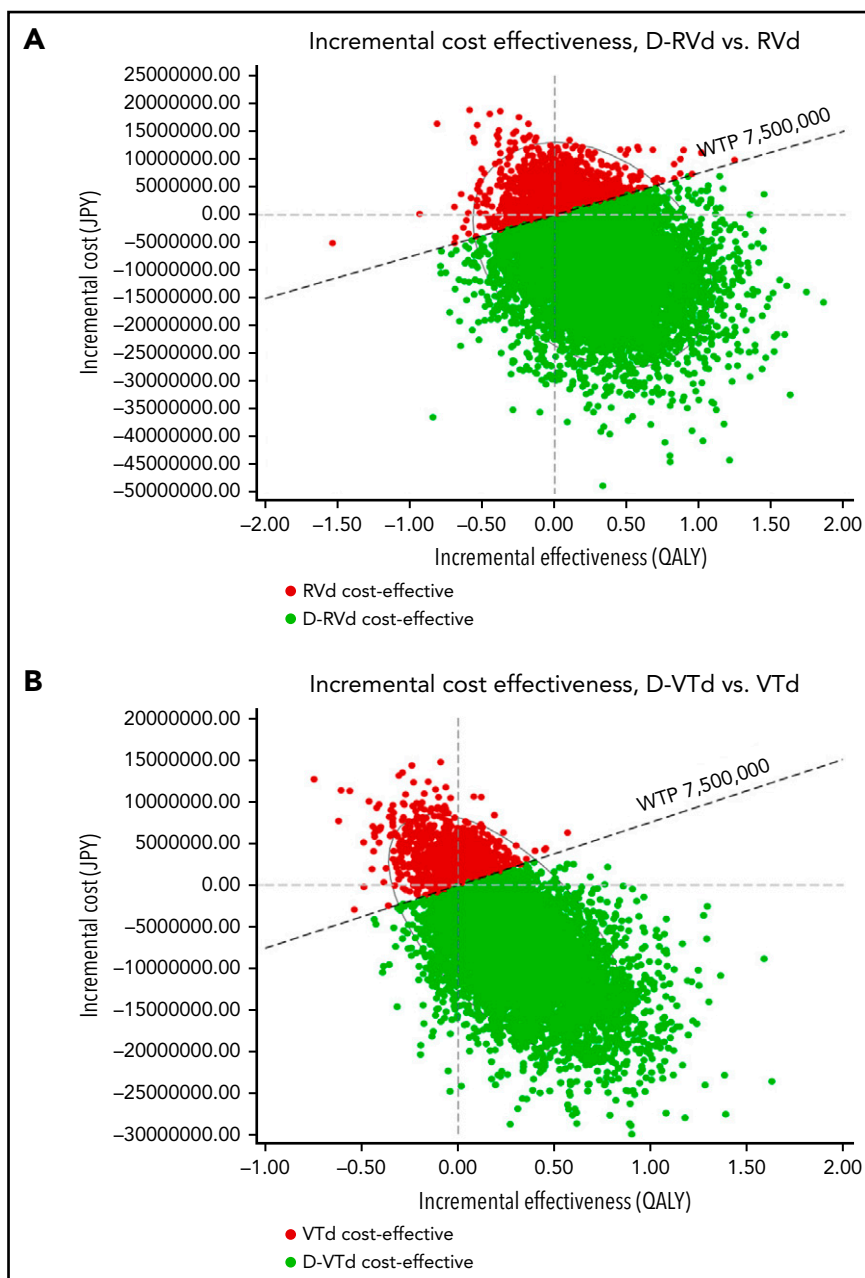 A
Incremental cost effectiveness, D-RVd vs. RVd
25000000.00
20000000.00
15000000.00
10000000.00
5000000.00
0.00
–5000000.00
–10000000.00
–15000000.00
–20000000.00
–25000000.00
–30000000.00
–35000000.00
–40000000.00
–45000000.00
–50000000.00
Incremental cost (JPY)
WTP 7,500,000
–2.00 –1.50 –1.00 –0.50 0.00 0.50 1.00 1.50 2.00
Incremental effectiveness (QALY)
RVd cost-effective
D-RVd cost-effective
B
Incremental cost effectiveness, D-VTd vs. VTd
20000000.00
15000000.00
10000000.00
5000000.00
0.00
–5000000.00
–10000000.00
–15000000.00
–20000000.00
–25000000.00
–30000000.00
Incremental cost (JPY)
WTP 7,500,000
–1.00 –0.50 0.00 0.50 1.00 1.50 2.00
Incremental effectiveness (QALY)
VTd cost-effective
D-VTd cost-effective